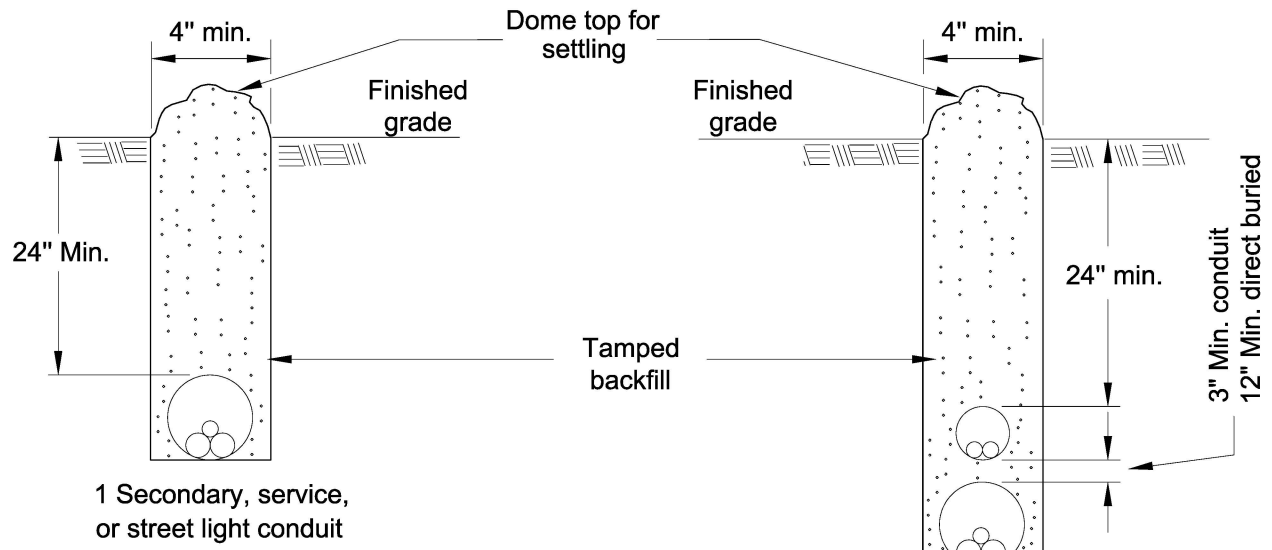 4" min.
Dome top for
settling
4" min.
Finished
grade
Finished
grade
24" Min.
24" min.
3" Min. conduit
12" Min. direct buried
Tamped
backfill
1 Secondary, service,
or street light conduit